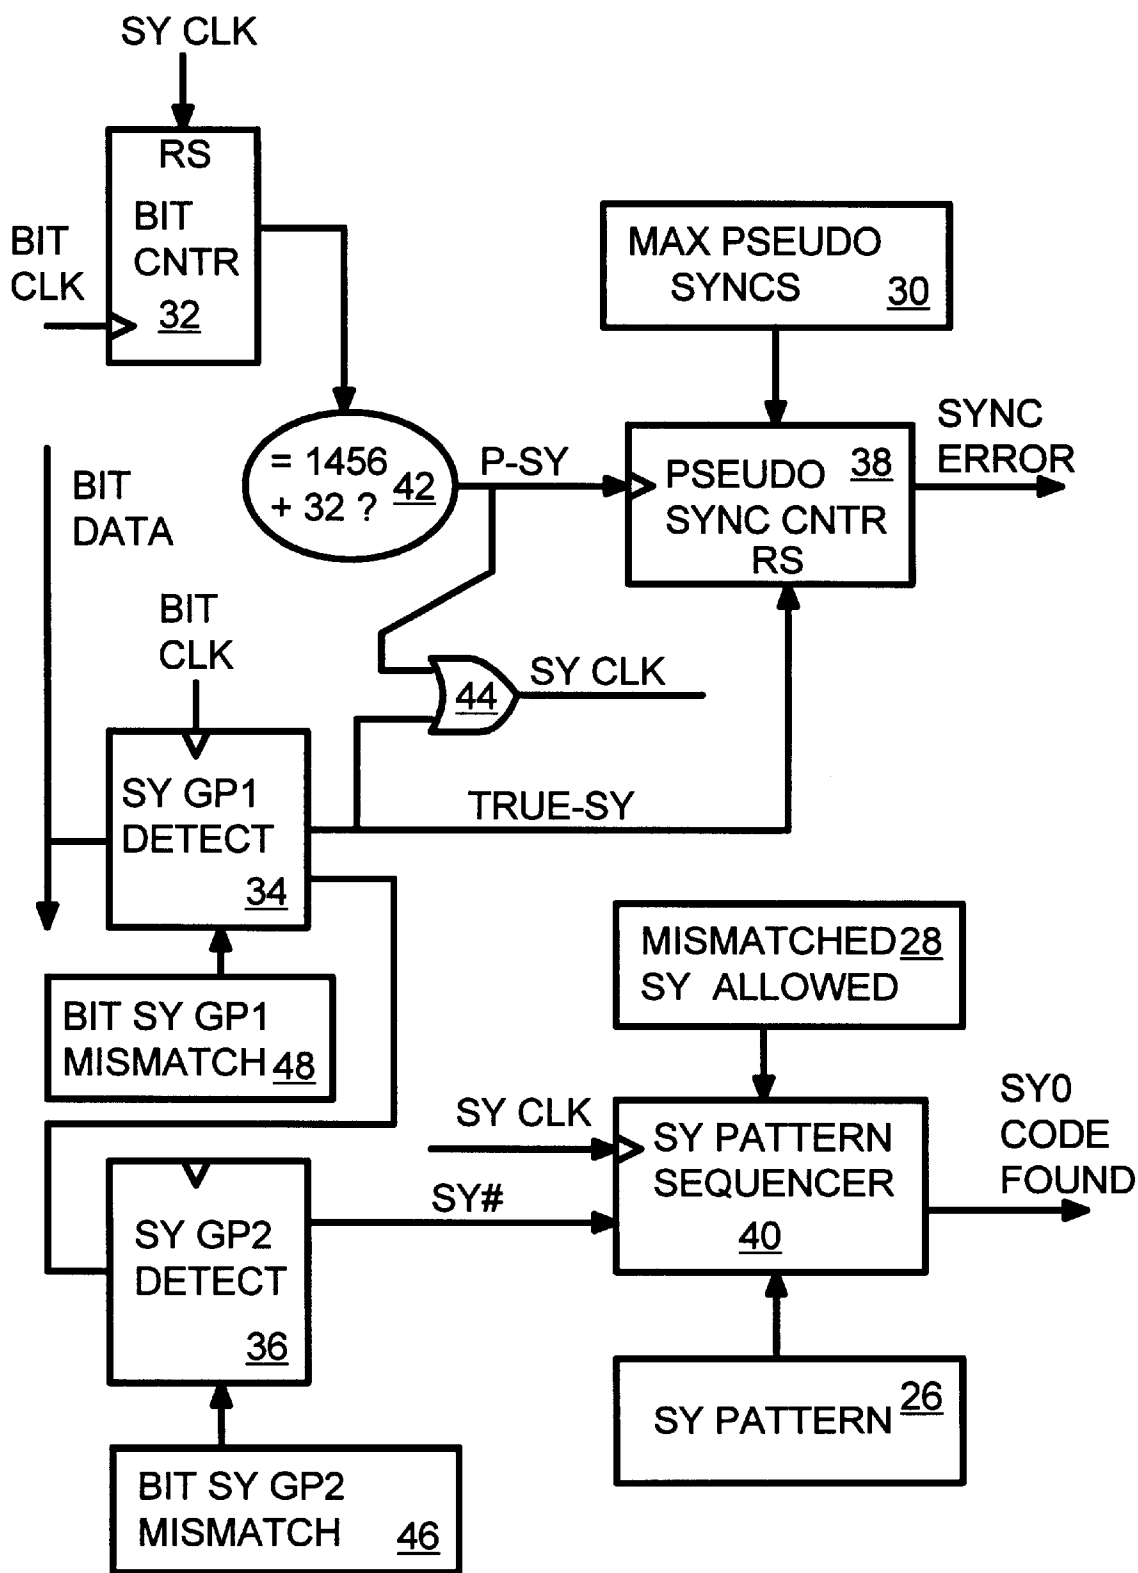 SY CLK
RS
BIT
CNTR
32
BIT
CLK
MAX PSEUDO
SYNCS 30
= 1456
+ 32 ? 42
P-SY
PSEUDO 38
SYNC CNTR
RS
SYNC
ERROR
BIT
DATA
BIT
CLK
44
SY CLK
SY GP1
DETECT
34
TRUE-SY
BIT SY GP1
MISMATCH 48
MISMATCHED 28
SY ALLOWED
SY CLK
SY#
SY PATTERN
SEQUENCER
40
SY0
CODE
FOUND
SY GP2
DETECT
36
SY PATTERN 26
BIT SY GP2
MISMATCH 46